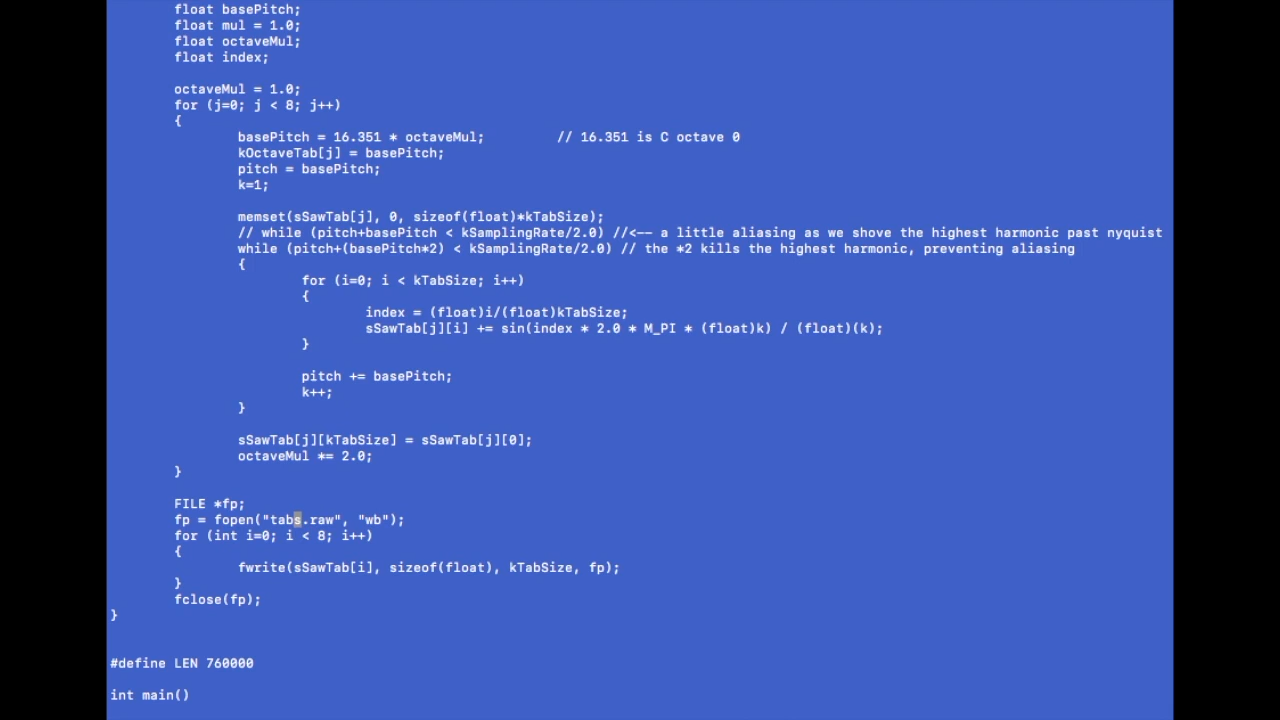 float basePitch;
float mul = 1.0;
float octaveMul;
float index;
octaveMul = 1.0;
for (j=0; j < 8; j++)
{
basePitch = 16.351 * octaveMul; // 16.351 is C octave 0
kOctaveTab[j] = basePitch;
pitch = basePitch;
k=1;
memset(sSawTab[j], 0, sizeof(float)*kTabSize);
// while (pitch+basePitch < kSamplingRate/2.0) //<-- a little aliasing as we shove the highest harmonic past nyquist
while (pitch+(basePitch*2) < kSamplingRate/2.0) // the *2 kills the highest harmonic, preventing aliasing
{
for (i=0; i < kTabSize; i++)
{
index = (float)i/(float)kTabSize;
sSawTab[j][i] += sin(index * 2.0 * M_PI * (float)k) / (float)(k);
}
pitch += basePitch;
k++;
}
sSawTab[j][kTabSize] = sSawTab[j][0];
octaveMul *= 2.0;
}
FILE *fp;
fp = fopen("tabs.raw", "wb");
for (int i=0; i < 8; i++)
{
fwrite(sSawTab[i], sizeof(float), kTabSize, fp);
}
fclose(fp);
}
#define LEN 760000
int main()